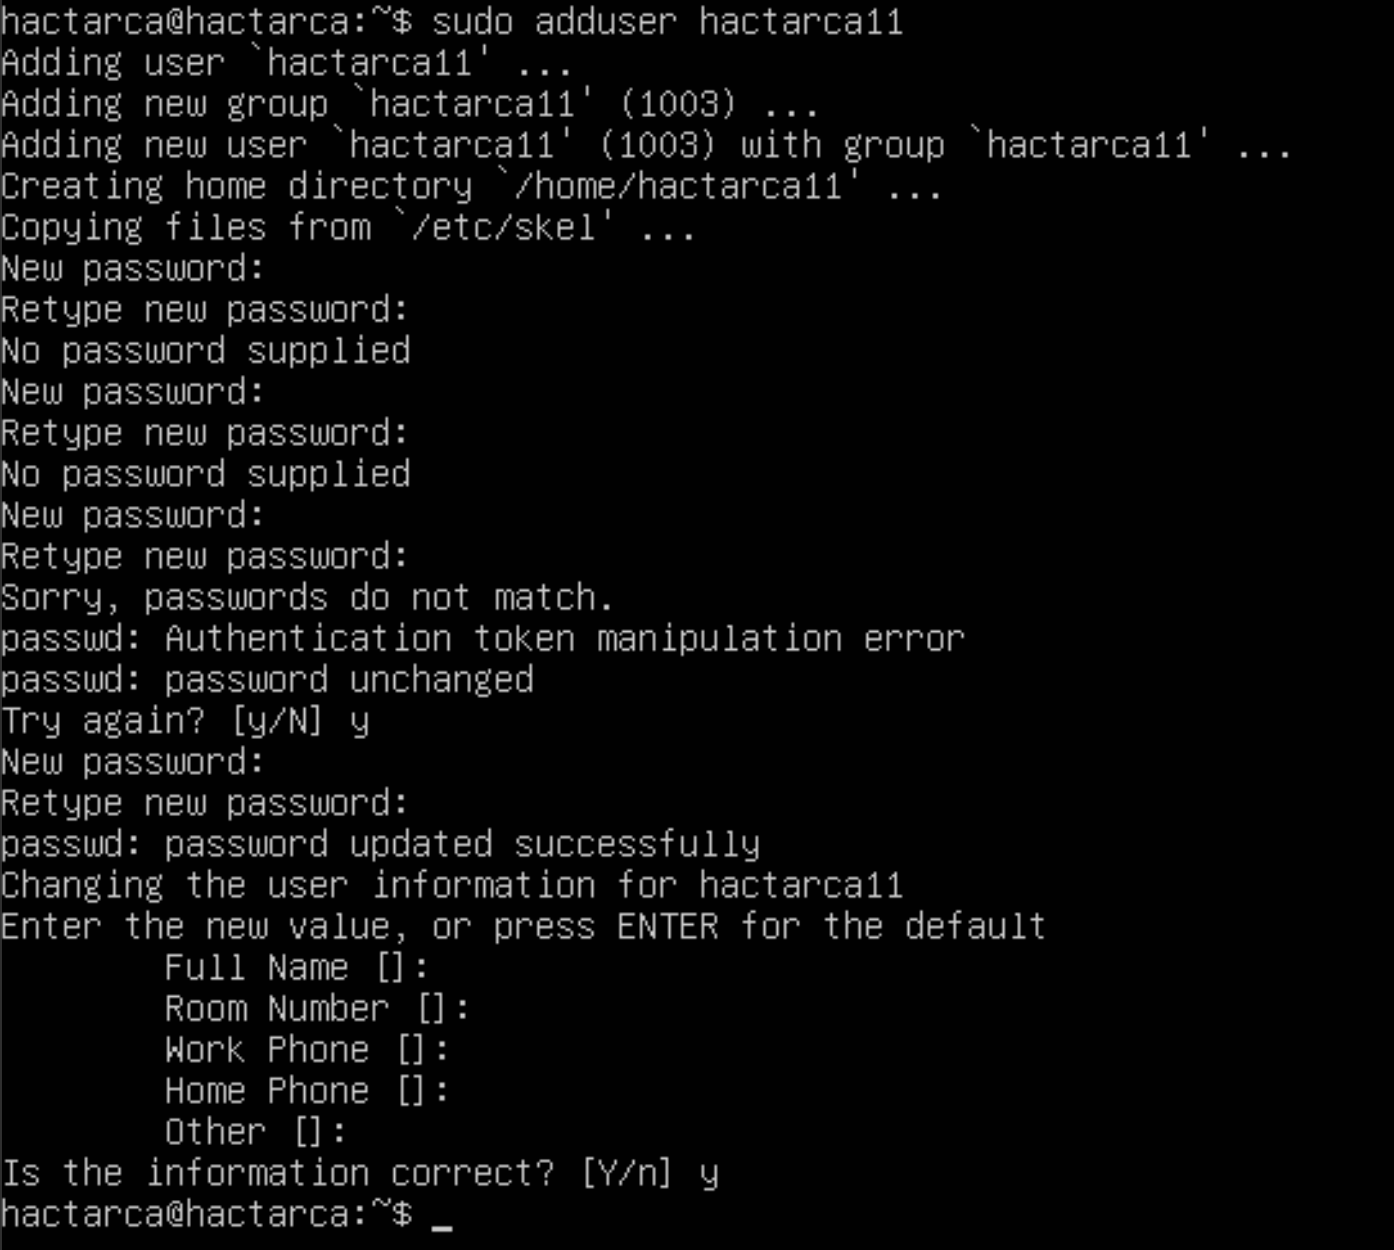 hactarca@hactarca:~$ sudo adduser hactarca11
Adding user `hactarca11' ...
Adding new group `hactarca11' (1003) ...
Adding new user `hactarca11' (1003) with group `hactarca11' ...
Creating home directory `/home/hactarca11' ...
Copying files from `/etc/skel' ...
New password:
Retype new password:
No password supplied
New password:
Retype new password:
No password supplied
New password:
Retype new password:
Sorry, passwords do not match.
passwd: Authentication token manipulation error
passwd: password unchanged
Try again? [y/N] y
New password:
Retype new password:
passwd: password updated successfully
Changing the user information for hactarca11
Enter the new value, or press ENTER for the default
Full Name []:
Room Number []:
Work Phone []:
Home Phone []:
Other []:
Is the information correct? [Y/n] y
hactarca@hactarca:~$ _